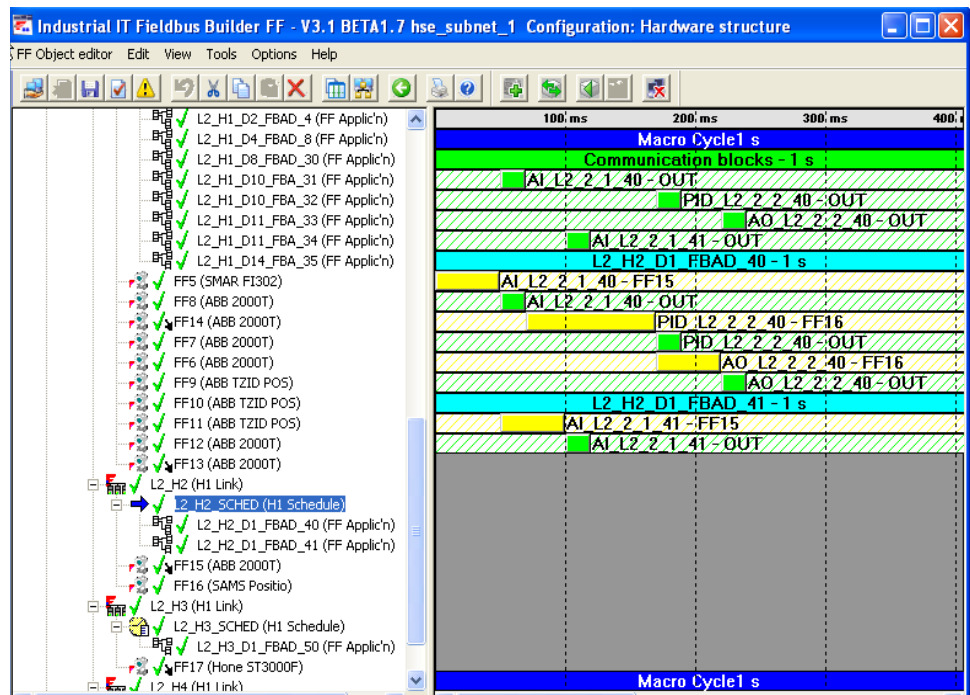 Industrial IT Fieldbus Builder FF - V3.1 BETA1.7 hse_subnet_1 Configuration: Hardware structure
FF Object editor Edit View Tools Options Help
L2_H1_D2_FBAD_4 (FF Applic'n)
L2_H1_D4_FBAD_8 (FF Applic'n)
L2_H1_D8_FBAD_30 (FF Applic'n)
L2_H1_D10_FBA_31 (FF Applic'n)
L2_H1_D10_FBA_32 (FF Applic'n)
L2_H1_D11_FBA_33 (FF Applic'n)
L2_H1_D11_FBA_34 (FF Applic'n)
L2_H1_D14_FBA_35 (FF Applic'n)
FF5 (SMAR FI302)
FF8 (ABB 2000T)
FF14 (ABB 2000T)
FF7 (ABB 2000T)
FF6 (ABB 2000T)
FF9 (ABB TZID POS)
FF10 (ABB TZID POS)
FF11 (ABB TZID POS)
FF12 (ABB 2000T)
FF13 (ABB 2000T)
L2_H2 (H1 Link)
L2_H2_SCHED (H1 Schedule)
L2_H2_D1_FBAD_40 (FF Applic'n)
L2_H2_D1_FBAD_41 (FF Applic'n)
FF15 (ABB 2000T)
FF16 (SAMS Positio)
L2_H3 (H1 Link)
L2_H3_SCHED (H1 Schedule)
L2_H3_D1_FBAD_50 (FF Applic'n)
FF17 (Hone ST3000F)
L2_H4 (H1 Link)
100 ms 200 ms 300 ms 400
Macro Cycle1 s
Communication blocks - 1 s
AI_L2_2_1_40 - OUT
PID_L2_2_2_40 - OUT
AO_L2_2_2_40 - OUT
AI_L2_2_1_41 - OUT
L2_H2_D1_FBAD_40 - 1 s
AI_L2_2_1_40 - FF15
AI_L2_2_1_40 - OUT
PID_L2_2_2_40 - FF16
PID_L2_2_2_40 - OUT
AO_L2_2_2_40 - FF16
AO_L2_2_2_40 - OUT
L2_H2_D1_FBAD_41 - 1 s
AI_L2_2_1_41 - FF15
AI_L2_2_1_41 - OUT
Macro Cycle1 s